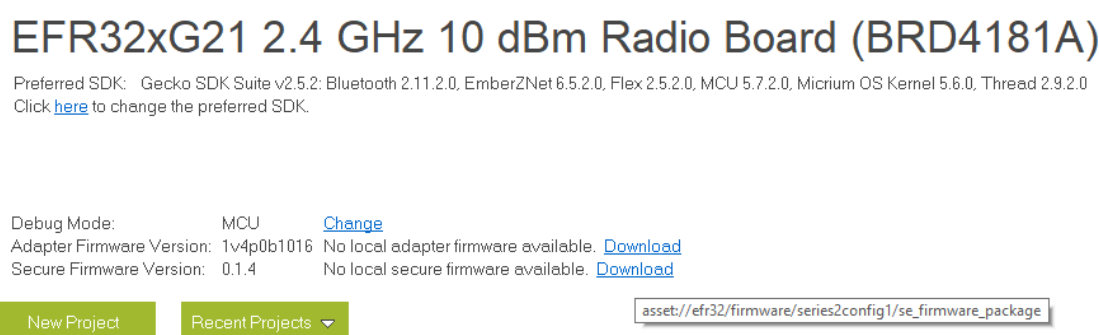 EFR32xG21 2.4 GHz 10 dBm Radio Board (BRD4181A)
Preferred SDK: Gecko SDK Suite v2.5.2: Bluetooth 2.11.2.0, EmberZNet 6.5.2.0, Flex 2.5.2.0, MCU 5.7.2.0, Micrium OS Kernel 5.6.0, Thread 2.9.2.0
Click here to change the preferred SDK.
Debug Mode: MCU Change
Adapter Firmware Version: 1v4p0b1016 No local adapter firmware available. Download
Secure Firmware Version: 0.1.4 No local secure firmware available. Download
New Project Recent Projects
asset://efr32/firmware/series2config1/se_firmware_package